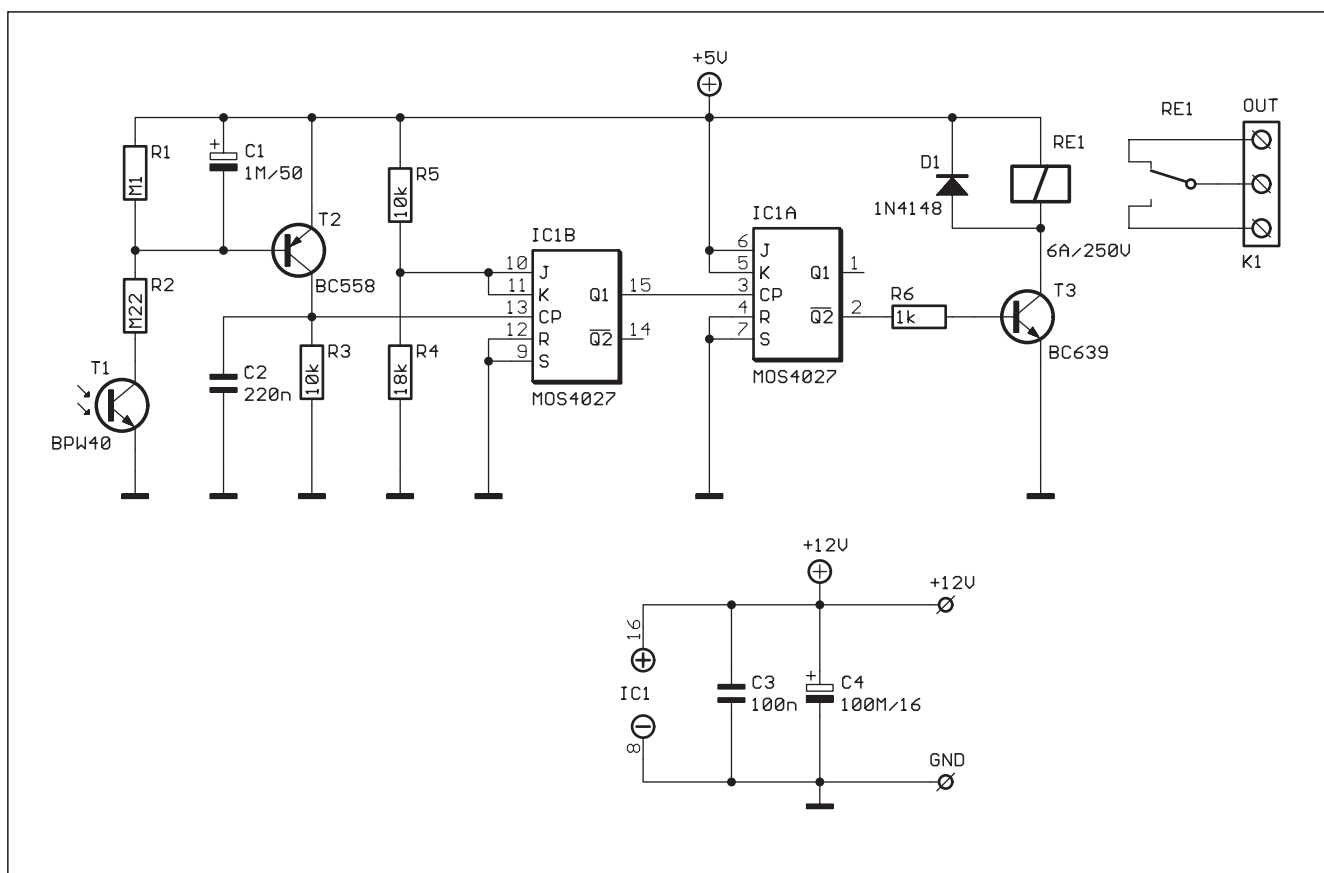 +5V
RE1
OUT
R1
M1
C1
+
1M/50
R5
10k
D1
1N4148
RE1
T2
BC558
IC1B
IC1A
6A/250V
K1
R2
M22
10
J
11
K
13
CP
12
R
9
S
Q1
15
Q2
14
MOS4027
6
J
5
K
3
CP
4
R
7
S
Q1
1
Q2
2
MOS4027
R6
1k
T3
BC639
T1
BPW40
C2
220n
R3
10k
R4
18k
+12V
+12V
16
+
IC1
−
8
C3
100n
+
C4
100M/16
GND